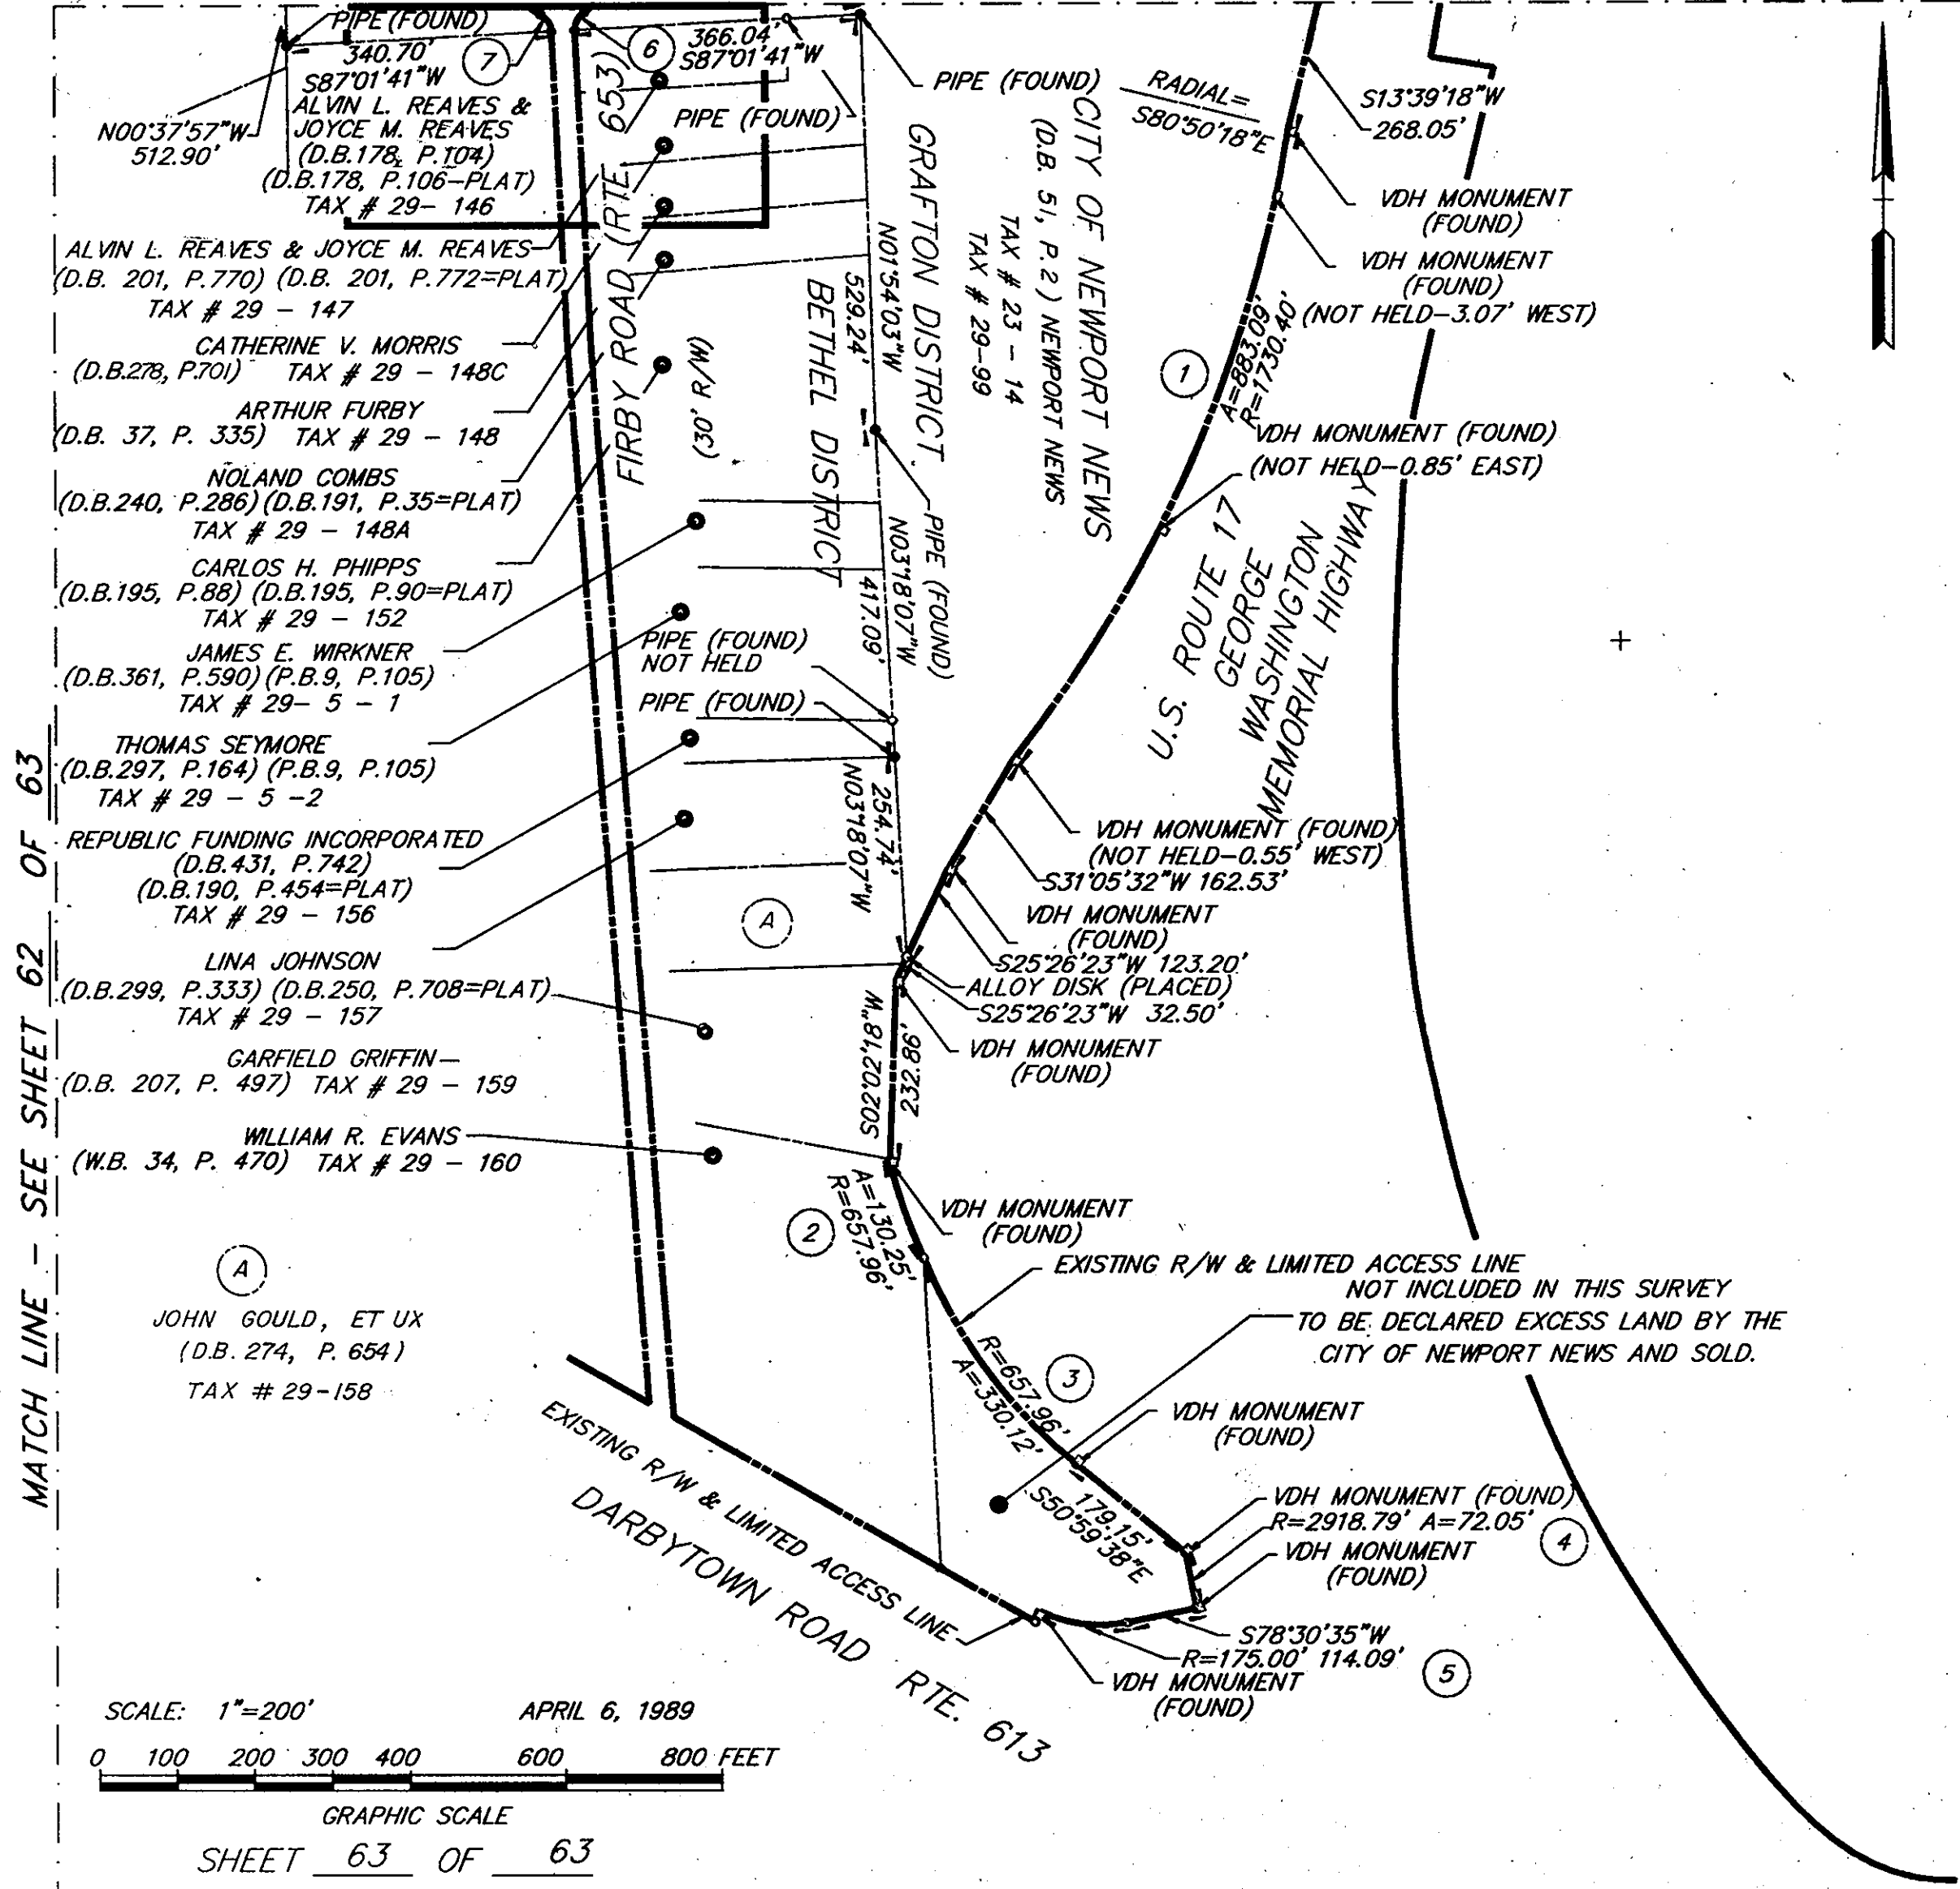 PIPE (FOUND)
340.70'
S87°01'41"W
7
6
366.04'
S87°01'41"W
PIPE (FOUND)
PIPE (FOUND)
N00°37'57"W
512.90'
ALVIN L. REAVES &
JOYCE M. REAVES
(D.B.178, P.104)
(D.B.178, P.106-PLAT)
TAX # 29- 146
ALVIN L. REAVES & JOYCE M. REAVES
(D.B. 201, P.770) (D.B. 201, P.772=PLAT)
TAX # 29 - 147
CATHERINE V. MORRIS
(D.B.278, P.701) TAX # 29 - 148C
ARTHUR FURBY
(D.B. 37, P. 335) TAX # 29 - 148
NOLAND COMBS
(D.B.240, P.286) (D.B.191, P.35=PLAT)
TAX # 29 - 148A
CARLOS H. PHIPPS
(D.B.195, P.88) (D.B.195, P.90=PLAT)
TAX # 29 - 152
JAMES E. WIRKNER
(D.B.361, P.590) (P.B.9, P.105)
TAX # 29- 5 - 1
THOMAS SEYMORE
(D.B.297, P.164) (P.B.9, P.105)
TAX # 29 - 5 -2
REPUBLIC FUNDING INCORPORATED
(D.B.431, P.742)
(D.B.190, P.454=PLAT)
TAX # 29 - 156
LINA JOHNSON
(D.B.299, P.333) (D.B.250, P.708=PLAT)
TAX # 29 - 157
GARFIELD GRIFFIN
(D.B. 207, P. 497) TAX # 29 - 159
WILLIAM R. EVANS
(W.B. 34, P. 470) TAX # 29 - 160
A
JOHN GOULD, ET UX
(D.B. 274, P. 654)
TAX # 29-158
MATCH LINE - SEE SHEET 62 OF 63
FIRBY ROAD (RTE 653)
(30' R/W)
BETHEL DISTRICT
GRAFTON DISTRICT
N01°54'03"W
529.24'
CITY OF NEWPORT NEWS
(D.B. 51, P.2) NEWPORT NEWS
TAX # 23 - 14
TAX # 29-99
PIPE (FOUND)
N03°18'07"W
417.09'
PIPE (FOUND)
NOT HELD
PIPE (FOUND)
254.74'
N03°18'07"W
A
RADIAL=
S80°50'18"E
S13°39'18"W
268.05'
VDH MONUMENT
(FOUND)
VDH MONUMENT
(FOUND)
(NOT HELD-3.07' WEST)
1
A=883.09'
R=1730.40'
VDH MONUMENT (FOUND)
(NOT HELD-0.85' EAST)
U.S. ROUTE 17
GEORGE
WASHINGTON
MEMORIAL HIGHWAY
VDH MONUMENT (FOUND)
(NOT HELD-0.55' WEST)
S31°05'32"W 162.53'
VDH MONUMENT
(FOUND)
S25°26'23"W 123.20'
ALLOY DISK (PLACED)
S25°26'23"W 32.50'
VDH MONUMENT
(FOUND)
S02°02'18"W
232.86'
VDH MONUMENT
(FOUND)
2
A=130.25'
R=657.96'
EXISTING R/W & LIMITED ACCESS LINE
NOT INCLUDED IN THIS SURVEY
TO BE DECLARED EXCESS LAND BY THE
CITY OF NEWPORT NEWS AND SOLD.
3
R=657.96'
A=330.12'
VDH MONUMENT
(FOUND)
179.15'
S50°59'38"E
VDH MONUMENT (FOUND)
R=2918.79' A=72.05'
4
VDH MONUMENT
(FOUND)
S78°30'35"W
R=175.00' 114.09'
5
VDH MONUMENT
(FOUND)
EXISTING R/W & LIMITED ACCESS LINE
DARBYTOWN ROAD RTE. 613
SCALE: 1"=200' APRIL 6, 1989
0 100 200 300 400 600 800 FEET
GRAPHIC SCALE
SHEET 63 OF 63